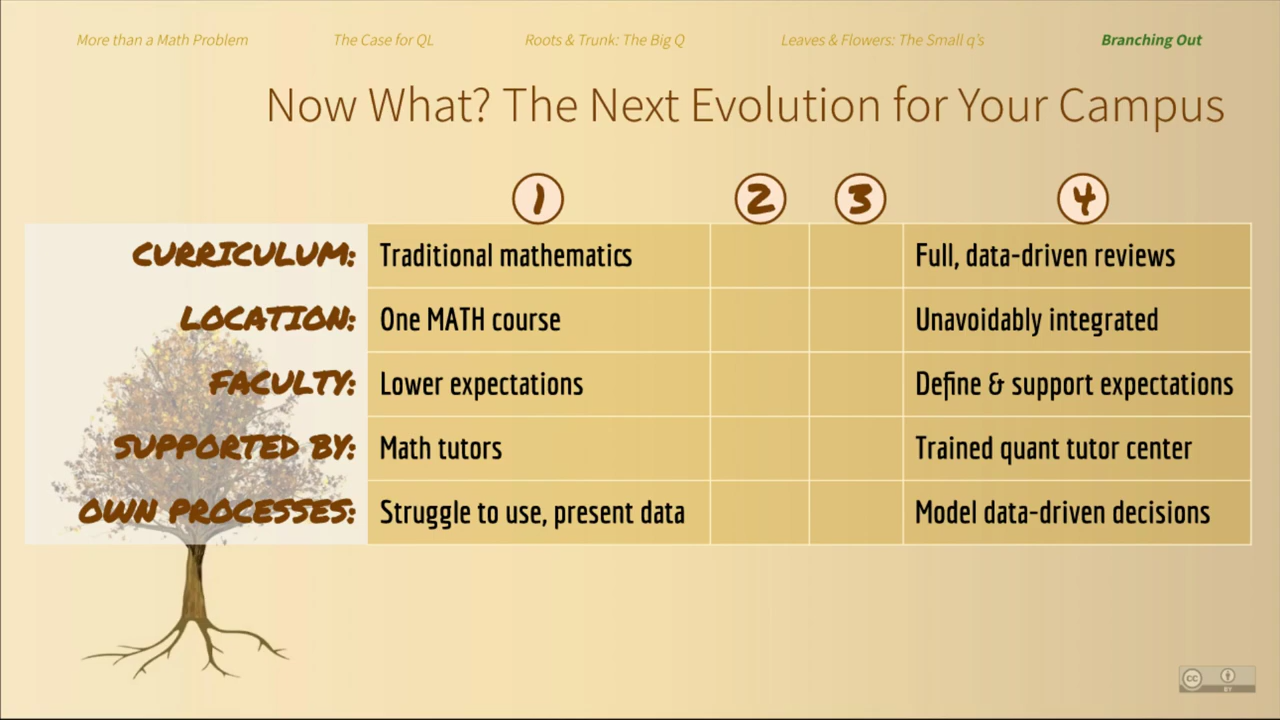 More than a Math Problem The Case for QL Roots & Trunk: The Big Q Leaves & Flowers: The Small q's Branching Out
Now What? The Next Evolution for Your Campus
1 2 3 4
CURRICULUM: Traditional mathematics Full, data-driven reviews
LOCATION: One MATH course Unavoidably integrated
FACULTY: Lower expectations Define & support expectations
SUPPORTED BY: Math tutors Trained quant tutor center
OWN PROCESSES: Struggle to use, present data Model data-driven decisions
cc
BY